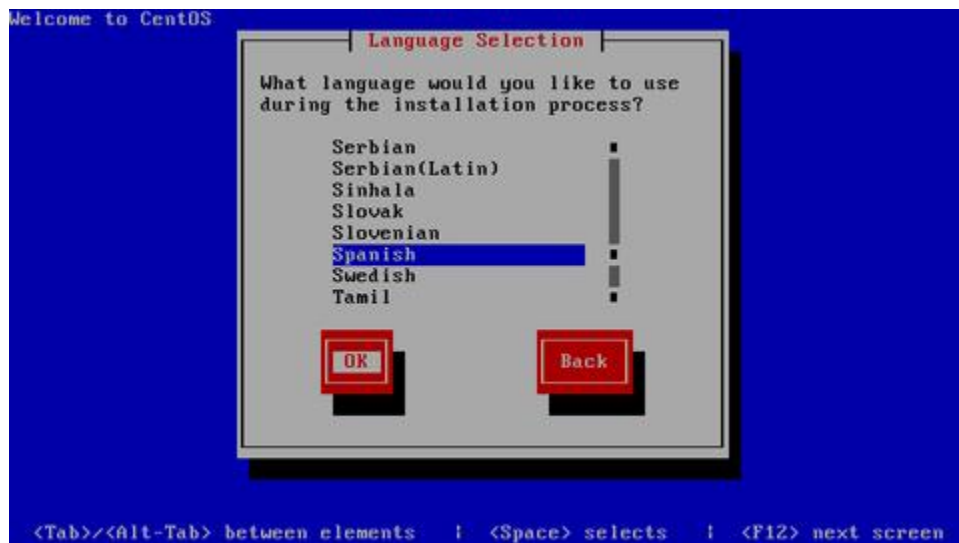 Welcome to CentOS
Language Selection
What language would you like to use
during the installation process?
Serbian
Serbian(Latin)
Sinhala
Slovak
Slovenian
Spanish
Swedish
Tamil
OK Back
<Tab>/<Alt-Tab> between elements | <Space> selects | <F12> next screen